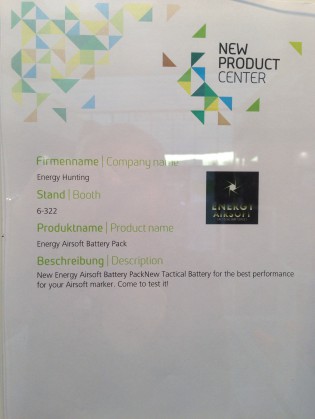 NEW
PRODUCT
CENTER
Firmenname | Company name
Energy Hunting
Stand | Booth
6-322
ENERGY
AIRSOFT
Produktname | Product name
Energy Airsoft Battery Pack
Beschreibung | Description
New Energy Airsoft Battery PackNew Tactical Battery for the best performance
for your Airsoft marker. Come to test it!